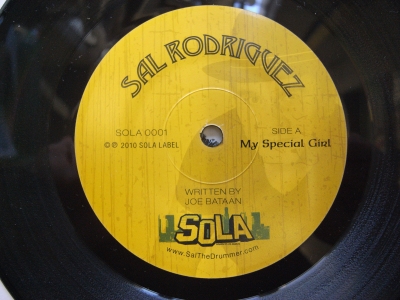 SAL RODRIGUEZ
SOLA 0001
©℗ 2010 SOLA LABEL
SIDE A
My Special Girl
WRITTEN BY
JOE BATAAN
SOLA
www.SalTheDrummer.com